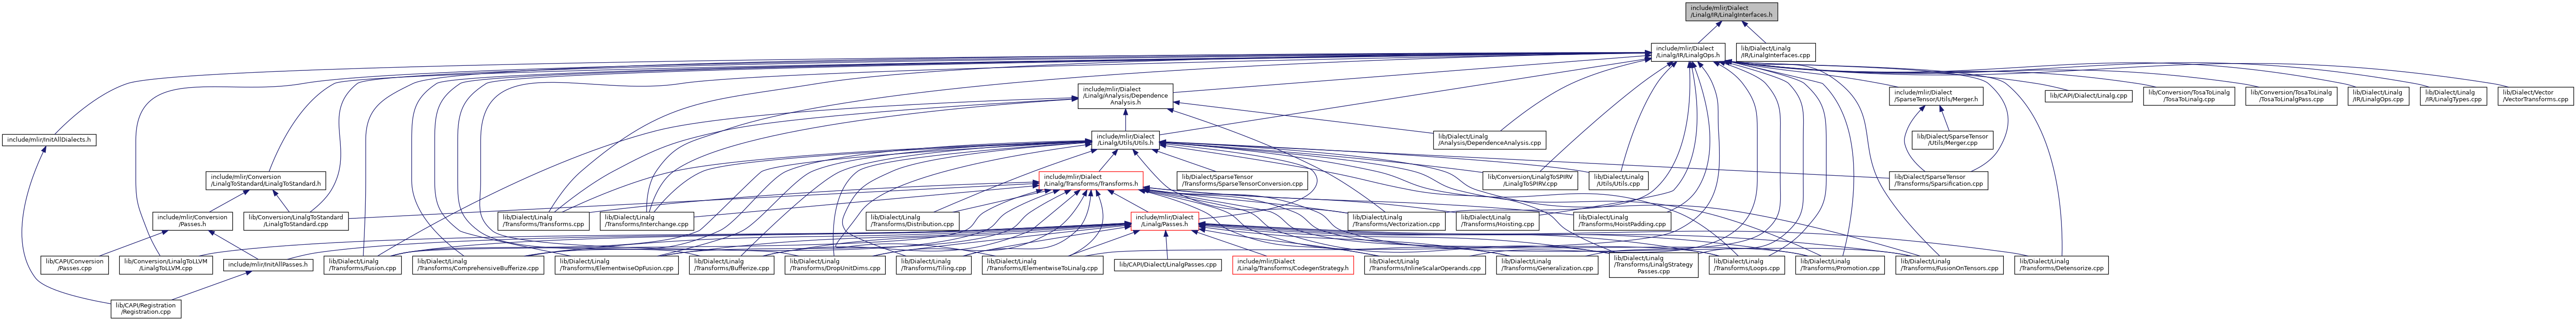 include/mlir/Dialect
/Linalg/IR/LinalgInterfaces.h
include/mlir/Dialect
/Linalg/IR/LinalgOps.h
lib/Dialect/Linalg
/IR/LinalgInterfaces.cpp
include/mlir/Dialect
/Linalg/Analysis/Dependence
Analysis.h
include/mlir/Dialect
/SparseTensor/Utils/Merger.h
lib/CAPI/Dialect/Linalg.cpp
lib/Conversion/TosaToLinalg
/TosaToLinalg.cpp
lib/Conversion/TosaToLinalg
/TosaToLinalgPass.cpp
lib/Dialect/Linalg
/IR/LinalgOps.cpp
lib/Dialect/Linalg
/IR/LinalgTypes.cpp
lib/Dialect/Vector
/VectorTransforms.cpp
include/mlir/InitAllDialects.h
include/mlir/Dialect
/Linalg/Utils/Utils.h
lib/Dialect/Linalg
/Analysis/DependenceAnalysis.cpp
lib/Dialect/SparseTensor
/Utils/Merger.cpp
include/mlir/Conversion
/LinalgToStandard/LinalgToStandard.h
include/mlir/Dialect
/Linalg/Transforms/Transforms.h
lib/Dialect/SparseTensor
/Transforms/SparseTensorConversion.cpp
lib/Conversion/LinalgToSPIRV
/LinalgToSPIRV.cpp
lib/Dialect/Linalg
/Utils/Utils.cpp
lib/Dialect/SparseTensor
/Transforms/Sparsification.cpp
include/mlir/Conversion
/Passes.h
lib/Conversion/LinalgToStandard
/LinalgToStandard.cpp
lib/Dialect/Linalg
/Transforms/Transforms.cpp
lib/Dialect/Linalg
/Transforms/Interchange.cpp
lib/Dialect/Linalg
/Transforms/Distribution.cpp
include/mlir/Dialect
/Linalg/Passes.h
lib/Dialect/Linalg
/Transforms/Vectorization.cpp
lib/Dialect/Linalg
/Transforms/Hoisting.cpp
lib/Dialect/Linalg
/Transforms/HoistPadding.cpp
lib/CAPI/Conversion
/Passes.cpp
lib/Conversion/LinalgToLLVM
/LinalgToLLVM.cpp
include/mlir/InitAllPasses.h
lib/Dialect/Linalg
/Transforms/Fusion.cpp
lib/Dialect/Linalg
/Transforms/ComprehensiveBufferize.cpp
lib/Dialect/Linalg
/Transforms/ElementwiseOpFusion.cpp
lib/Dialect/Linalg
/Transforms/Bufferize.cpp
lib/Dialect/Linalg
/Transforms/DropUnitDims.cpp
lib/Dialect/Linalg
/Transforms/Tiling.cpp
lib/Dialect/Linalg
/Transforms/ElementwiseToLinalg.cpp
lib/CAPI/Dialect/LinalgPasses.cpp
include/mlir/Dialect
/Linalg/Transforms/CodegenStrategy.h
lib/Dialect/Linalg
/Transforms/InlineScalarOperands.cpp
lib/Dialect/Linalg
/Transforms/Generalization.cpp
lib/Dialect/Linalg
/Transforms/LinalgStrategy
Passes.cpp
lib/Dialect/Linalg
/Transforms/Loops.cpp
lib/Dialect/Linalg
/Transforms/Promotion.cpp
lib/Dialect/Linalg
/Transforms/FusionOnTensors.cpp
lib/Dialect/Linalg
/Transforms/Detensorize.cpp
lib/CAPI/Registration
/Registration.cpp